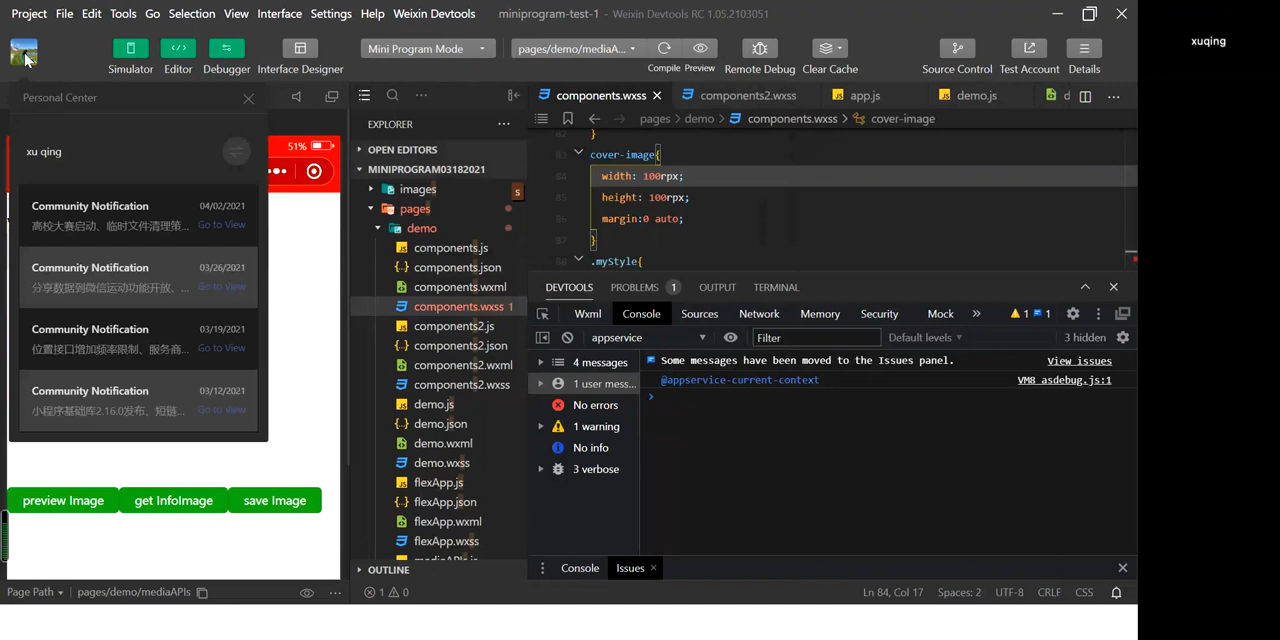 Project File Edit Tools Go Selection View Interface Settings Help Weixin Devtools miniprogram-test-1 Weixin Devtools RC 1.05.2103051
xuqing
Mini Program Mode pages/demo/mediaA...
Simulator Editor Debugger Interface Designer Compile Preview Remote Debug Clear Cache Source Control Test Account Details
Personal Center
xu qing
Community Notification 04/02/2021
高校大赛启动、临时文件清理策... Go to View
Community Notification 03/26/2021
分享数据到微信运动功能开放、... Go to View
Community Notification 03/19/2021
位置接口增加频率限制、服务商... Go to View
Community Notification 03/12/2021
小程序基础库2.16.0发布、短链... Go to View
51%
preview Image get InfoImage save Image
Page Path pages/demo/mediaAPIs
EXPLORER
OPEN EDITORS
MINIPROGRAM03182021
images
s
pages
demo
components.js
components.json
components.wxml
components.wxss 1
components2.js
components2.json
components2.wxml
components2.wxss
demo.js
demo.json
demo.wxml
demo.wxss
flexApp.js
flexApp.json
flexApp.wxml
flexApp.wxss
mediaAPIs.js
OUTLINE
1 0
components.wxss components2.wxss app.js demo.js d
pages demo components.wxss cover-image
82 }
83 cover-image{
84 width: 100rpx;
85 height: 100rpx;
86 margin:0 auto;
87 }
88 .myStyle{
DEVTOOLS PROBLEMS 1 OUTPUT TERMINAL
Wxml Console Sources Network Memory Security Mock 1 1
appservice Filter Default levels 3 hidden
4 messages
1 user mess...
No errors
1 warning
No info
3 verbose
Some messages have been moved to the Issues panel. View issues
@appservice-current-context VM8 asdebug.js:1
Console Issues
Ln 84, Col 17 Spaces: 2 UTF-8 CRLF CSS